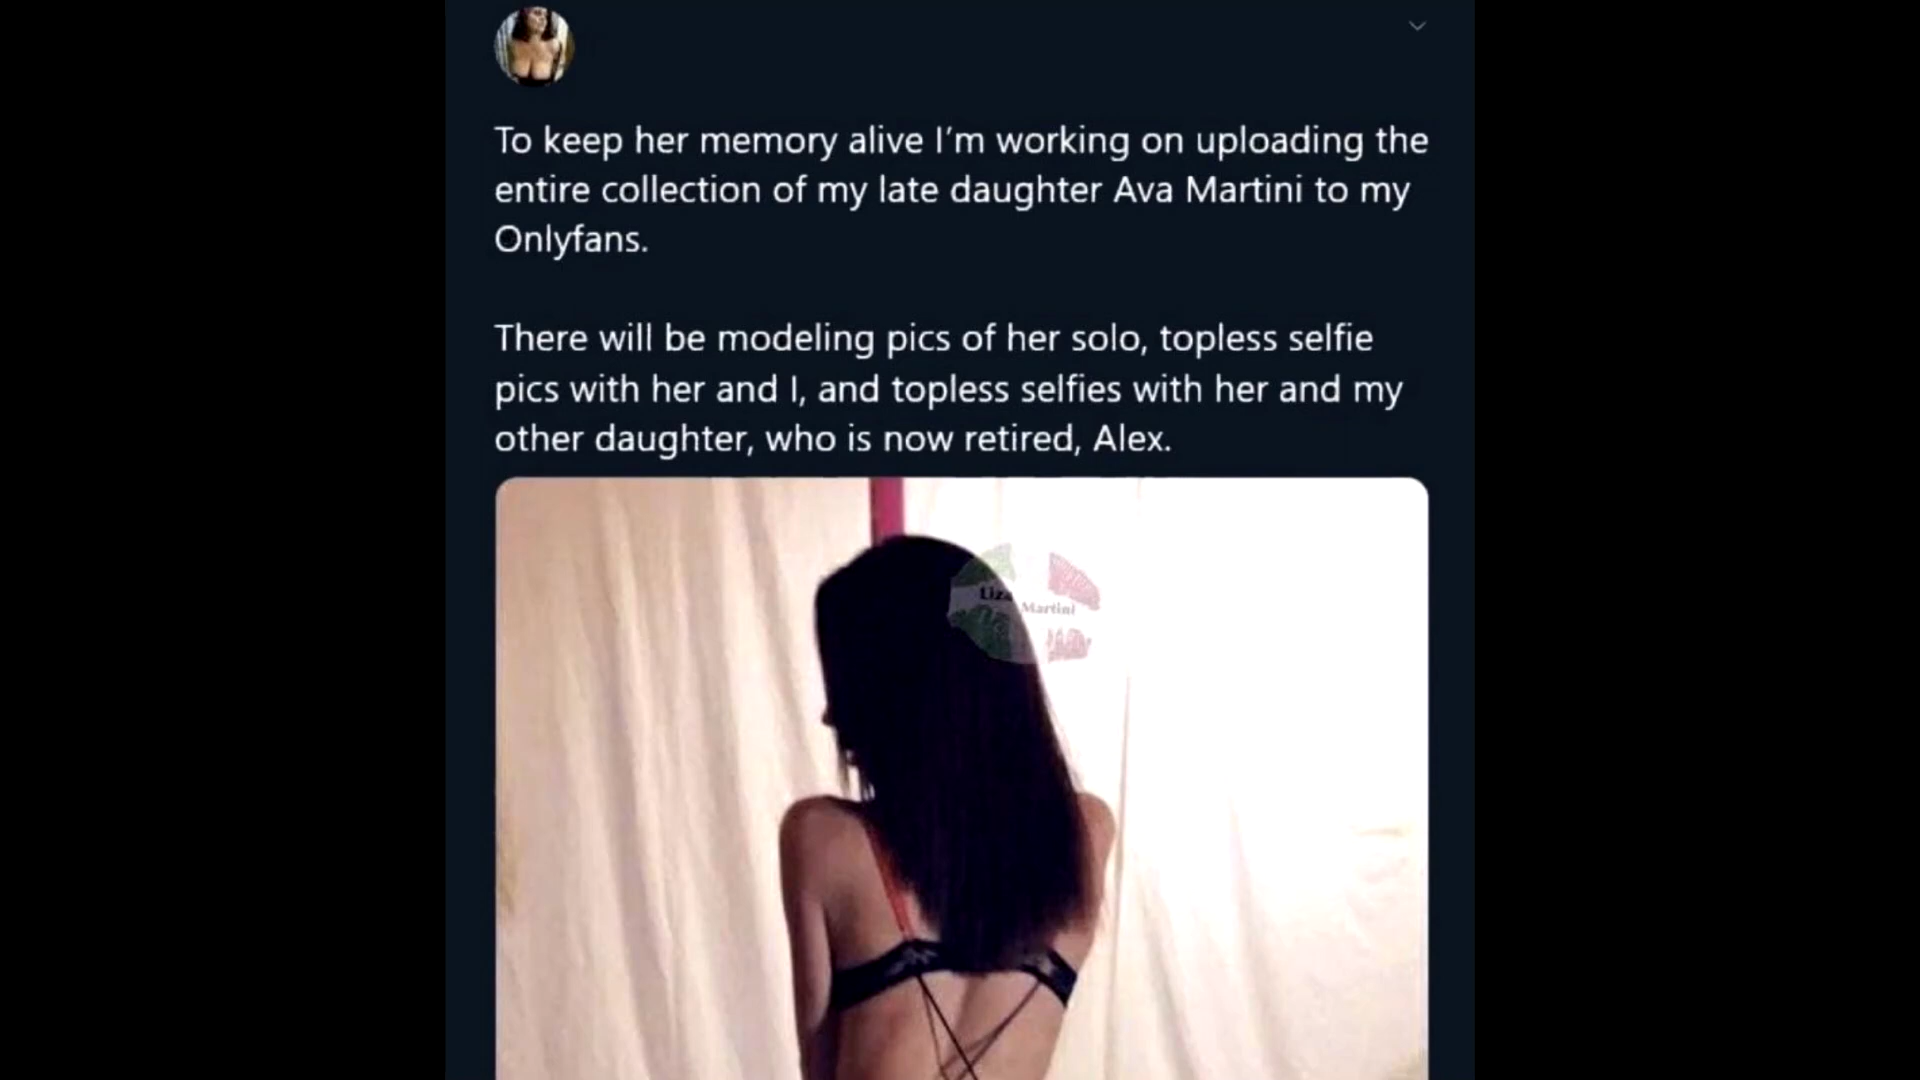 To keep her memory alive I'm working on uploading the
entire collection of my late daughter Ava Martini to my
Onlyfans.
There will be modeling pics of her solo, topless selfie
pics with her and I, and topless selfies with her and my
other daughter, who is now retired, Alex.
Liza
Martini